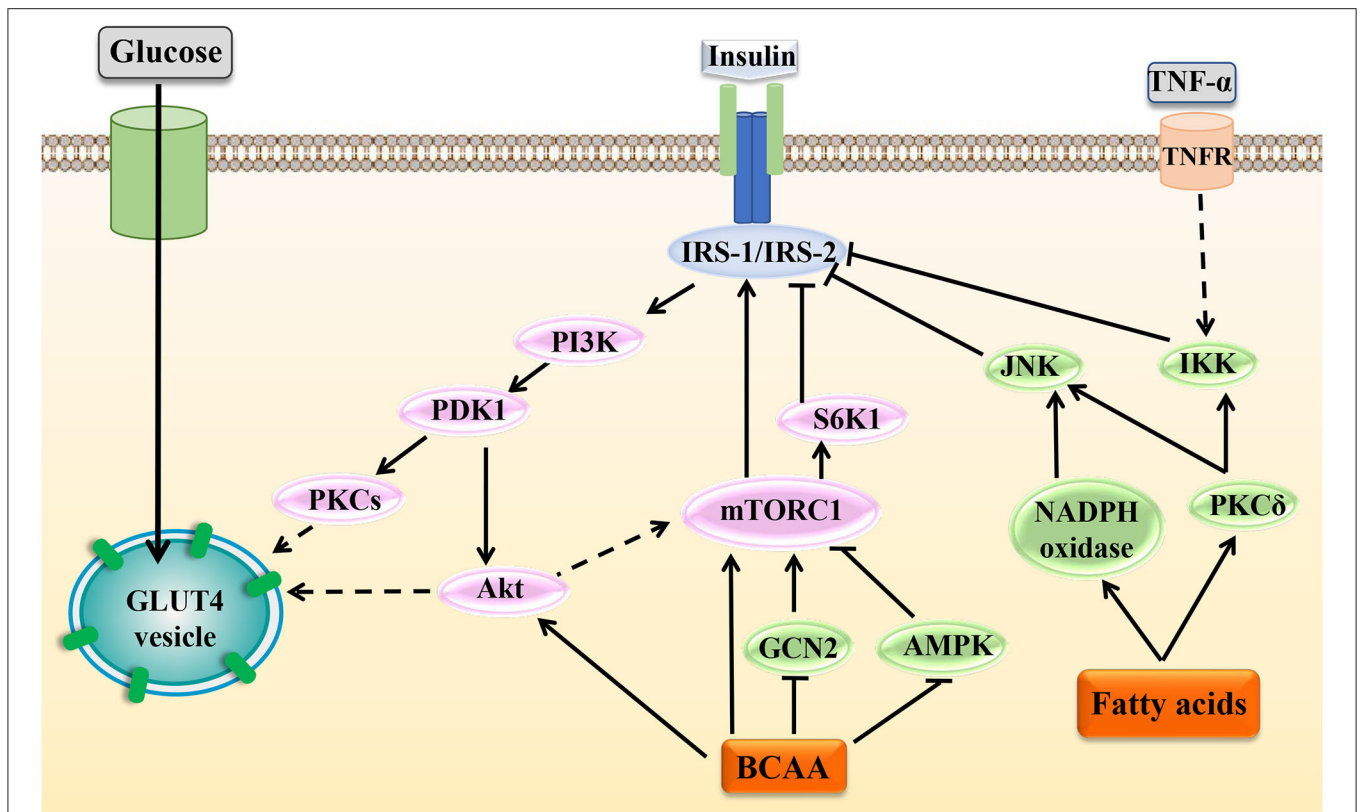 Glucose
Insulin
TNF-α
TNFR
IRS-1/IRS-2
PI3K
JNK
IKK
PDK1
S6K1
PKCs
mTORC1
NADPH
oxidase
PKCδ
GLUT4
vesicle
Akt
GCN2
AMPK
Fatty acids
BCAA